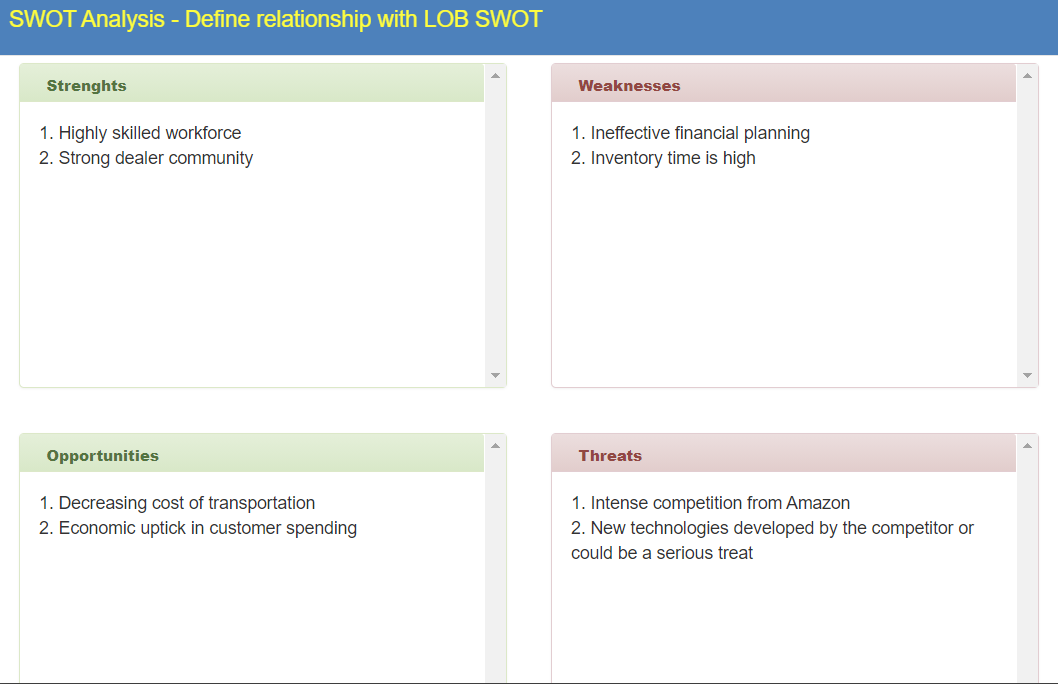 SWOT Analysis - Define relationship with LOB SWOT
Strenghts
1. Highly skilled workforce
2. Strong dealer community
Weaknesses
1. Ineffective financial planning
2. Inventory time is high
Opportunities
1. Decreasing cost of transportation
2. Economic uptick in customer spending
Threats
1. Intense competition from Amazon
2. New technologies developed by the competitor or
could be a serious treat